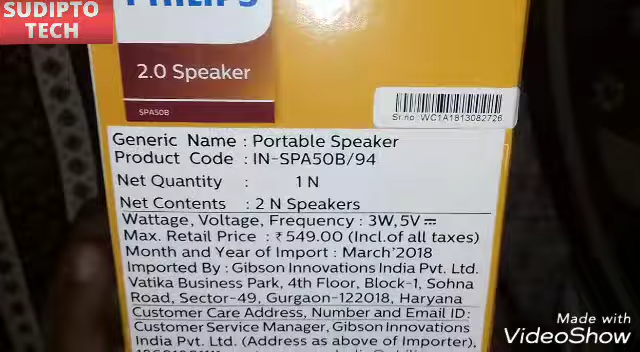 SUDIPTO
TECH
PHILIPS
2.0 Speaker
SPA50B
Sr.no: WC1A1813082726
Generic Name : Portable Speaker
Product Code : IN-SPA50B/94
Net Quantity : 1 N
Net Contents : 2 N Speakers
Wattage, Voltage, Frequency : 3W, 5V
Max. Retail Price : ₹ 549.00 (Incl.of all taxes)
Month and Year of Import : March'2018
Imported By : Gibson Innovations India Pvt. Ltd.
Vatika Business Park, 4th Floor, Block-1, Sohna
Road, Sector-49, Gurgaon-122018, Haryana
Customer Care Address, Number and Email ID:
Customer Service Manager, Gibson Innovations
India Pvt. Ltd. (Address as above of Importer),
Made with
VideoShow